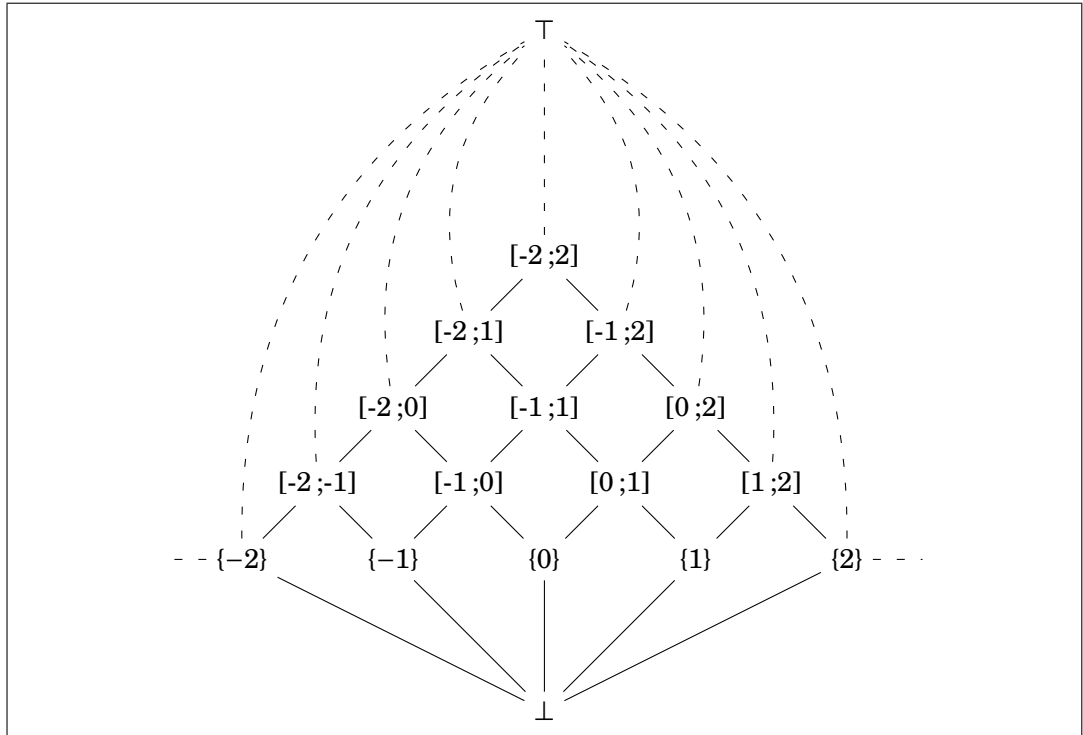 ⊤
[-2 ;2]
[-2 ;1] [-1 ;2]
[-2 ;0] [-1 ;1] [0 ;2]
[-2 ;-1] [-1 ;0] [0 ;1] [1 ;2]
{−2} {−1} {0} {1} {2}
⊥